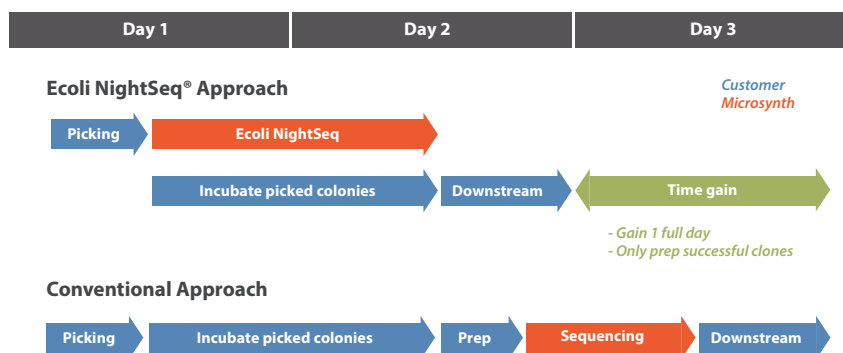 Day 1 Day 2 Day 3
Ecoli NightSeq® Approach
Customer
Microsynth
Picking Ecoli NightSeq
Incubate picked colonies Downstream Time gain
- Gain 1 full day
- Only prep successful clones
Conventional Approach
Picking Incubate picked colonies Prep Sequencing Downstream